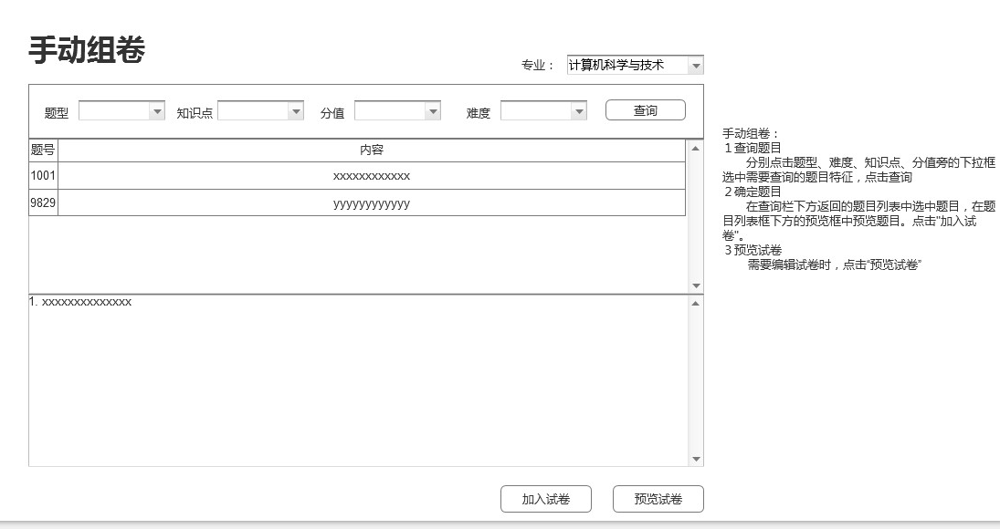 手动组卷
专业： 计算机科学与技术
题型 知识点 分值 难度 查询
题号 内容
1001 xxxxxxxxxxxx
9829 yyyyyyyyyyyy
1. xxxxxxxxxxxxxx
加入试卷 预览试卷
手动组卷：
1 查询题目
分别点击题型、难度、知识点、分值旁的下拉框
选中需要查询的题目特征，点击查询
2 确定题目
在查询栏下方返回的题目列表中选中题目，在题
目列表框下方的预览框中预览题目。点击"加入试
卷"。
3 预览试卷
需要编辑试卷时，点击“预览试卷”